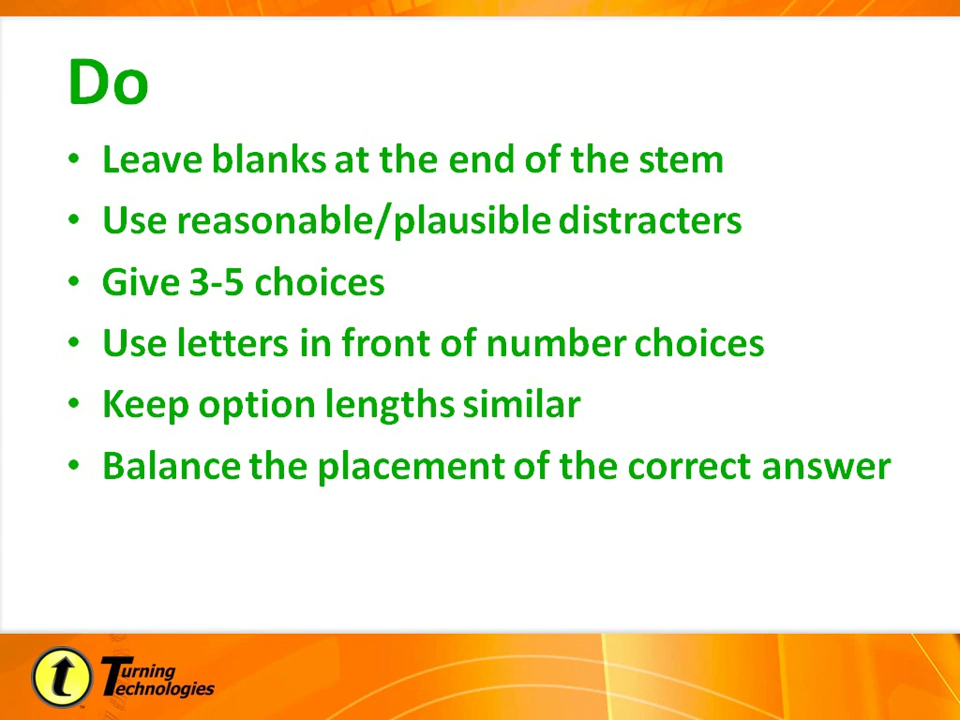 Do
• Leave blanks at the end of the stem
• Use reasonable/plausible distracters
• Give 3-5 choices
• Use letters in front of number choices
• Keep option lengths similar
• Balance the placement of the correct answer
t
Turning
Technologies